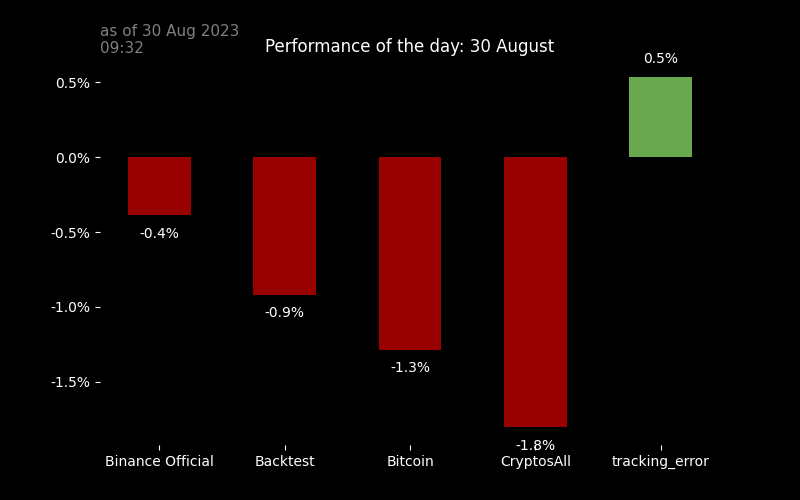 as of 30 Aug 2023
09:32
Performance of the day: 30 August
0.5%
0.5%
0.0%
-0.5%
-0.4%
-1.0%
-0.9%
-1.3%
-1.5%
-1.8%
Binance Official
Backtest
Bitcoin
CryptosAll
tracking_error